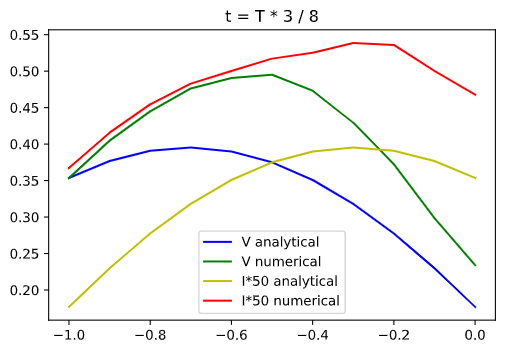 t = T * 3 / 8
0.55
0.50
0.45
0.40
0.35
0.30
0.25
0.20
V analytical
V numerical
I*50 analytical
I*50 numerical
−1.0 −0.8 −0.6 −0.4 −0.2 0.0